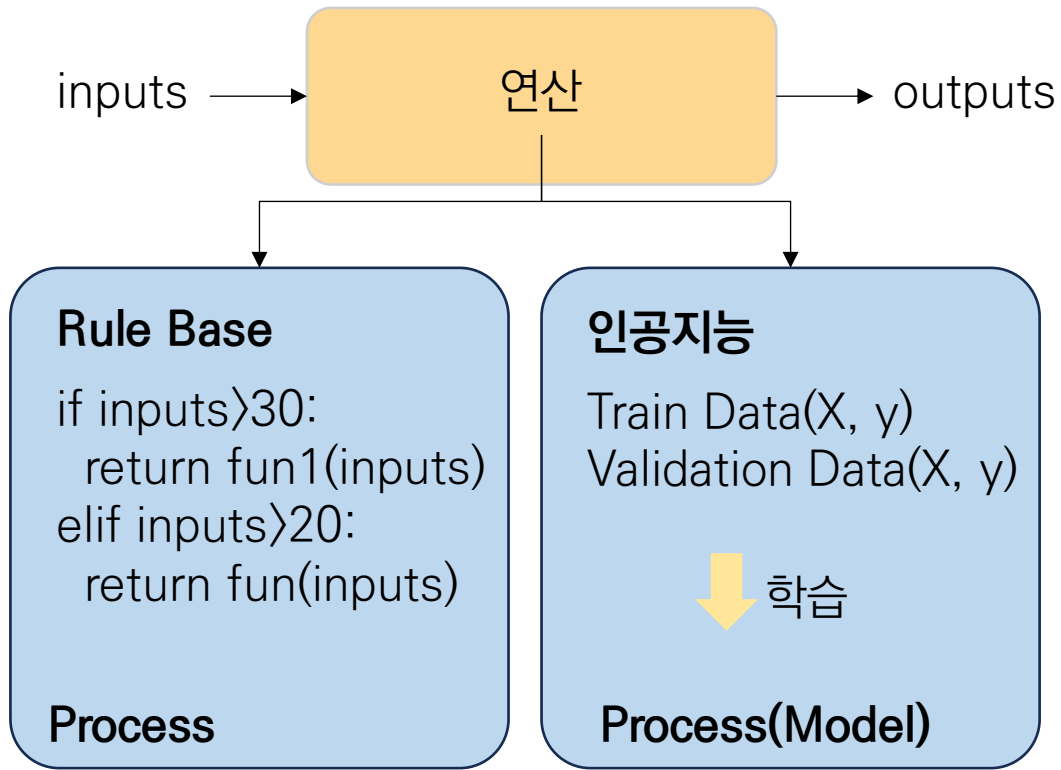 inputs
연산
outputs
Rule Base
if inputs>30:
return fun1(inputs)
elif inputs>20:
return fun(inputs)
Process
인공지능
Train Data(X, y)
Validation Data(X, y)
학습
Process(Model)